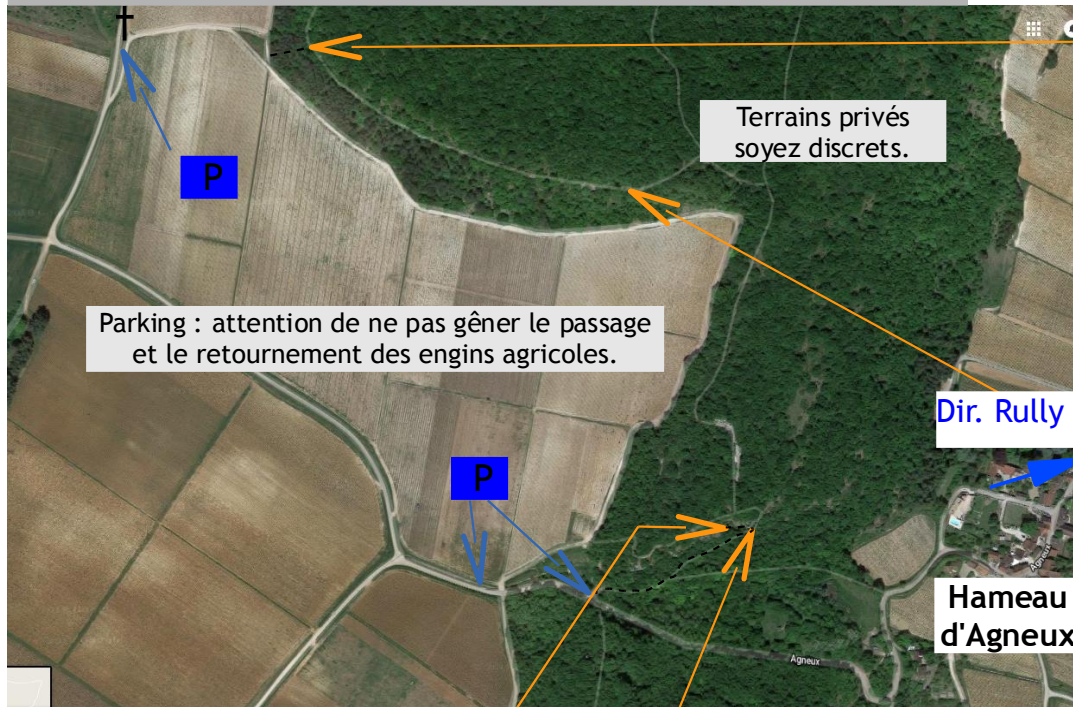 P
Terrains privés
soyez discrets.
Parking : attention de ne pas gêner le passage
et le retournement des engins agricoles.
Dir. Rully
P
Agneux
Hameau
d'Agneux
Agneux